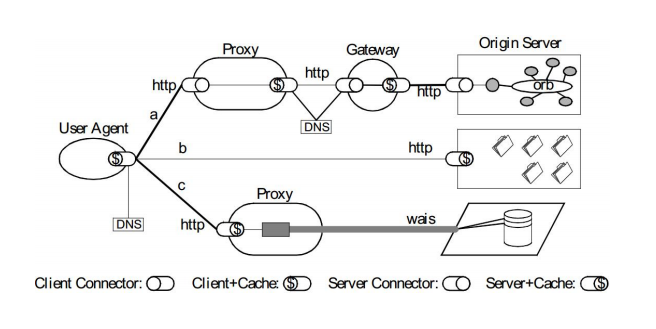 Origin Server
Proxy
Gateway
http
$
http
$
http
orb
a
DNS
User Agent
$
b
http
$
c
DNS
Proxy
http
$
wais
Client Connector:
Client+Cache: $
Server Connector:
Server+Cache: $